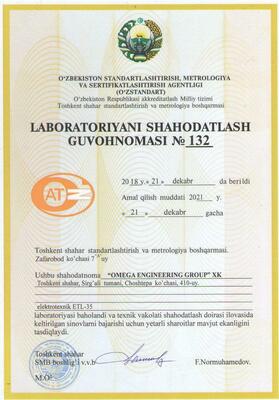 O'ZBEKISTON STANDARTLASHTIRISH, METROLOGIYA
VA SERTIFIKATLASHTIRISH AGENTLIGI
(O'ZSTANDART)
O'zbekiston Respublikasi akkreditatlash Milliy tizimi
Toshkent shahar standartlashtirish va metrologiya boshqarmasi
LABORATORIYANI SHAHODATLASH
GUVOHNOMASI № 132
2018 y. « 21 » dekabr da berildi
Amal qilish muddati 2021 y.
« 21 » dekabr gacha
Toshkent shahar standartlashtirish va metrologiya boshqarmasi.
Zafarobod ko'chasi 7 uy
Ushbu shahodatnoma "OMEGA ENGINEERING GROUP" XK
Toshkent shahar, Sirg'ali tumani, Choshtepa ko'chasi, 410-uy.
elektrotexnik ETL-35
laboratoriyasi baholandi va texnik vakolati shahodatlash doirasi ilovasida
keltirilgan sinovlarni bajarishi uchun yetarli sharoitlar mavjut ekanligini
tasdiqlaydi.
Toshkent shahar
SMB boshlig'i v.v.b
F.Normuhamedov.
M.O'.